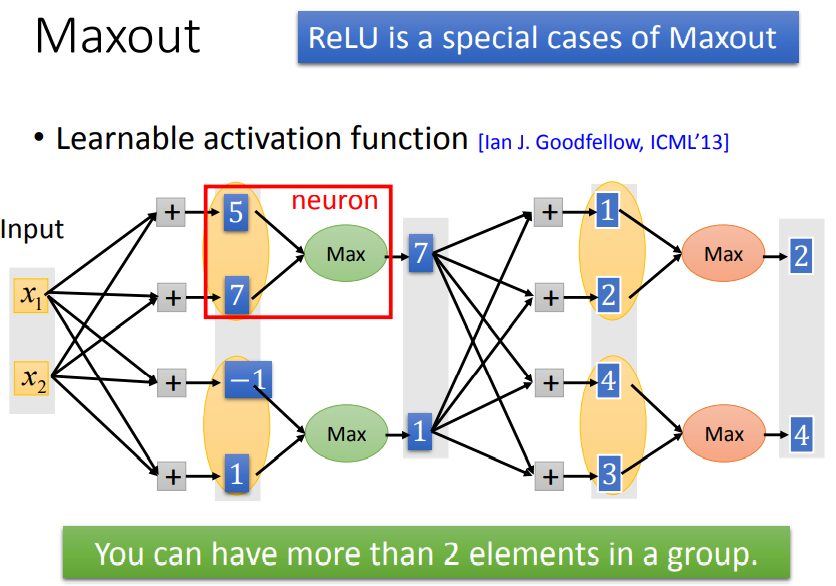 Maxout
ReLU is a special cases of Maxout
• Learnable activation function [Ian J. Goodfellow, ICML'13]
neuron
Input
+
5
Max
7
+
1
Max
2
x₁
+
7
+
2
x₂
+
−1
Max
1
+
4
Max
4
+
1
+
3
You can have more than 2 elements in a group.